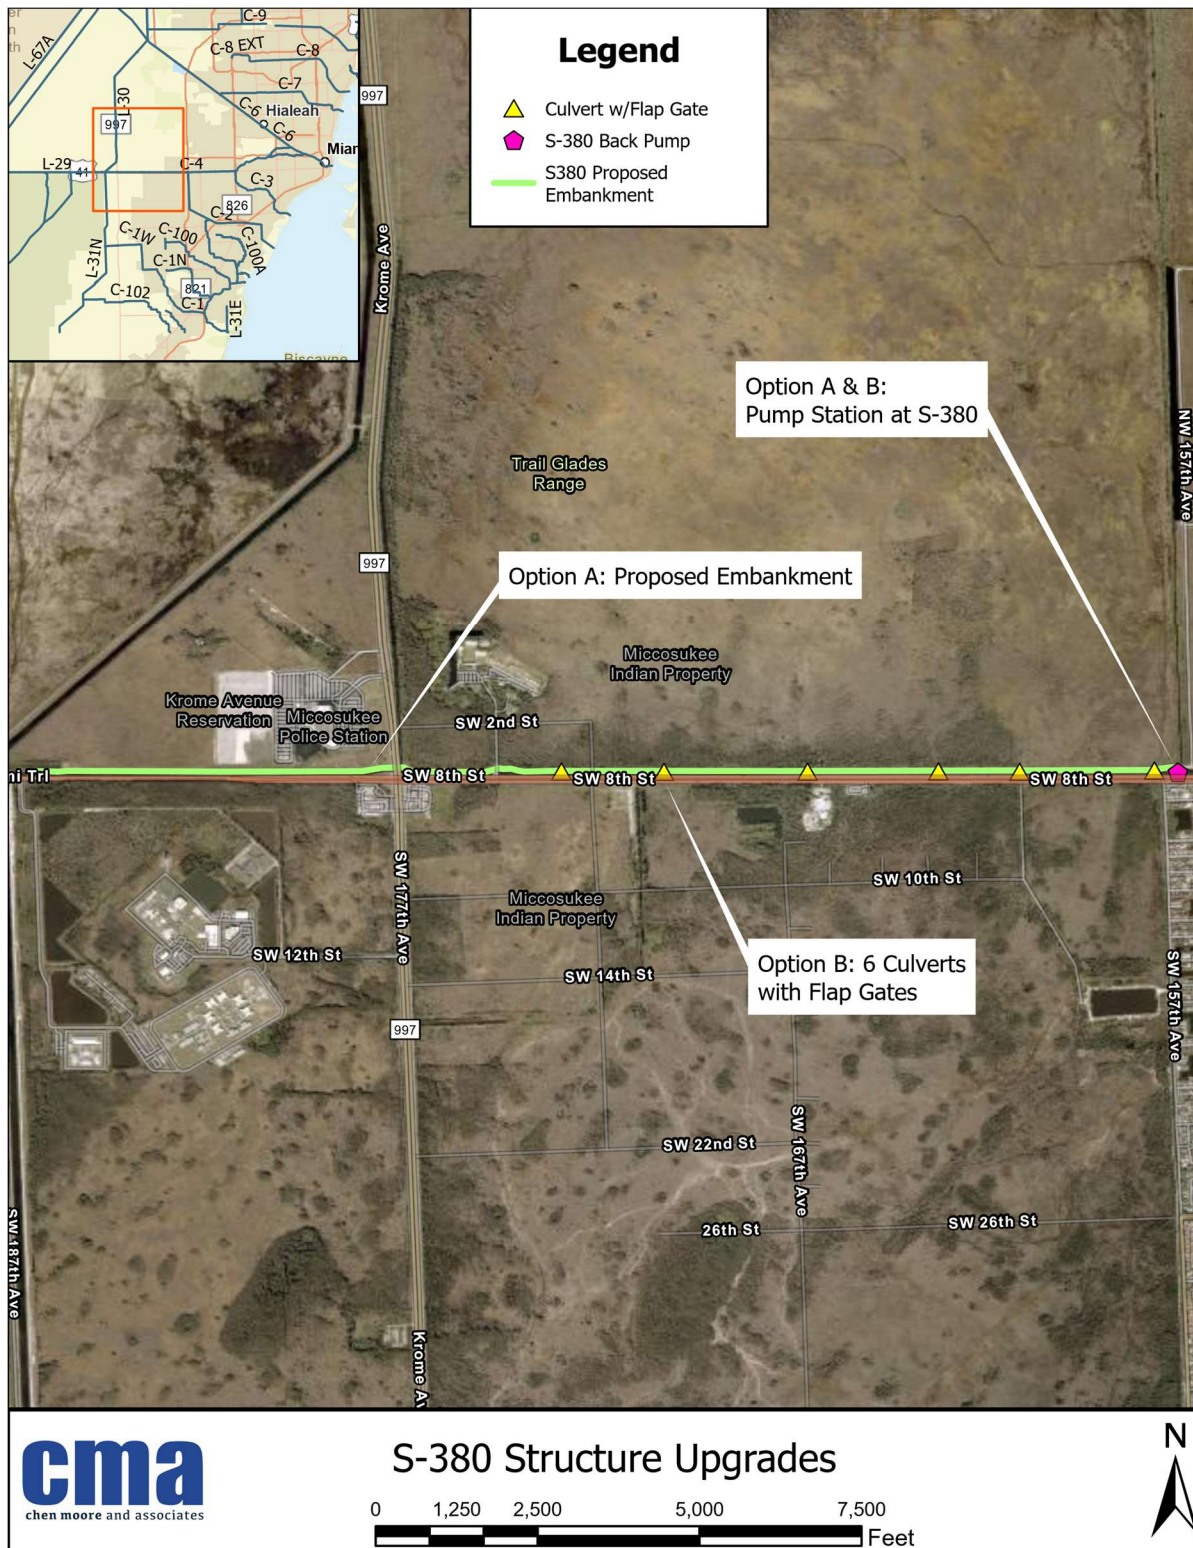 L-67A
C-9
C-8 EXT
C-8
C-7
L-30
997
C-6
Hialeah
C-6
L-29
41
C-4
C-3
826
C-2
C-1W
C-100
C-100A
L-31N
C-1N
821
C-102
C-1
L-31E
Biscayne
997
Legend
Culvert w/Flap Gate
S-380 Back Pump
S380 Proposed
Embankment
Krome Ave
Option A & B:
Pump Station at S-380
NW 157th Ave
Trail Glades
Range
997
Option A: Proposed Embankment
Miccosukee
Indian Property
Krome Avenue
Reservation
Miccosukee
Police Station
SW 2nd St
mi Trl
SW 8th St
SW 8th St
SW 8th St
SW 177th Ave
SW 10th St
Miccosukee
Indian Property
SW 12th St
SW 14th St
Option B: 6 Culverts
with Flap Gates
SW 157th Ave
997
SW 167th Ave
SW 22nd St
26th St
SW 26th St
SW 187th Ave
Krome Av
cma
chen moore and associates
S-380 Structure Upgrades
0 1,250 2,500 5,000 7,500
Feet
N